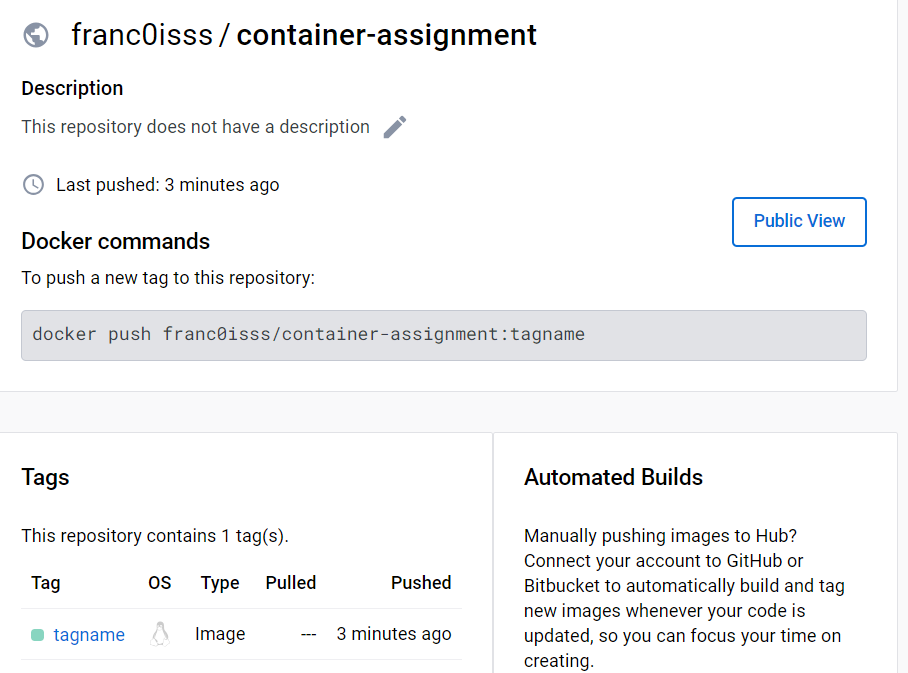 franc0isss / container-assignment
Description
This repository does not have a description
Last pushed: 3 minutes ago
Public View
Docker commands
To push a new tag to this repository:
docker push franc0isss/container-assignment:tagname
Tags
This repository contains 1 tag(s).
Tag OS Type Pulled Pushed
tagname Image --- 3 minutes ago
Automated Builds
Manually pushing images to Hub?
Connect your account to GitHub or
Bitbucket to automatically build and tag
new images whenever your code is
updated, so you can focus your time on
creating.